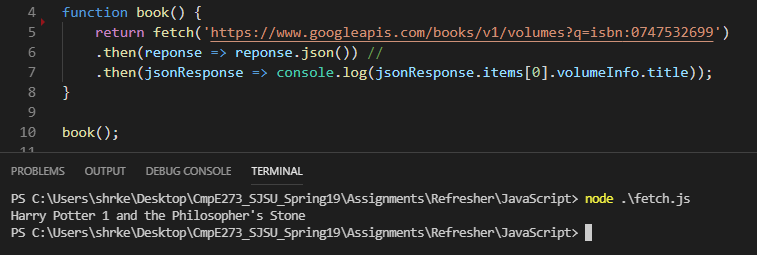 4 function book() {
5 return fetch('https://www.googleapis.com/books/v1/volumes?q=isbn:0747532699')
6 .then(reponse => reponse.json()) //
7 .then(jsonResponse => console.log(jsonResponse.items[0].volumeInfo.title));
8 }
9
10 book();
11
PROBLEMS OUTPUT DEBUG CONSOLE TERMINAL
PS C:\Users\shrke\Desktop\CmpE273_SJSU_Spring19\Assignments\Refresher\JavaScript> node .\fetch.js
Harry Potter 1 and the Philosopher's Stone
PS C:\Users\shrke\Desktop\CmpE273_SJSU_Spring19\Assignments\Refresher\JavaScript>